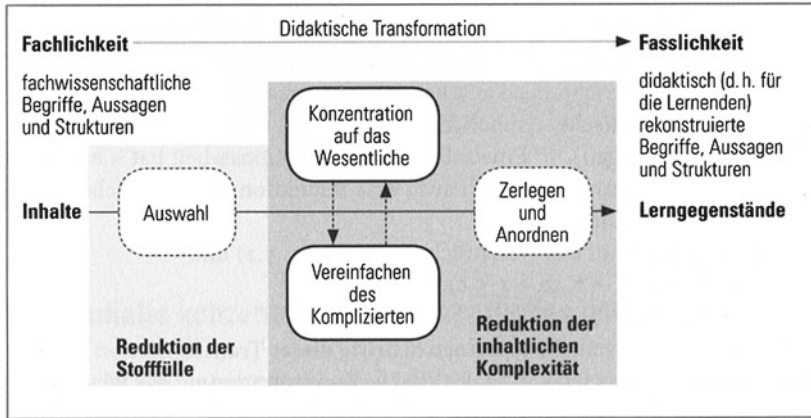 Didaktische Transformation
Fachlichkeit
Fasslichkeit
fachwissenschaftliche
Begriffe, Aussagen
und Strukturen
didaktisch (d. h. für
die Lernenden)
rekonstruierte
Begriffe, Aussagen
und Strukturen
Konzentration
auf das
Wesentliche
Inhalte
Auswahl
Zerlegen
und
Anordnen
Lerngegenstände
Vereinfachen
des
Komplizierten
Reduktion der
Stofffülle
Reduktion der
inhaltlichen
Komplexität